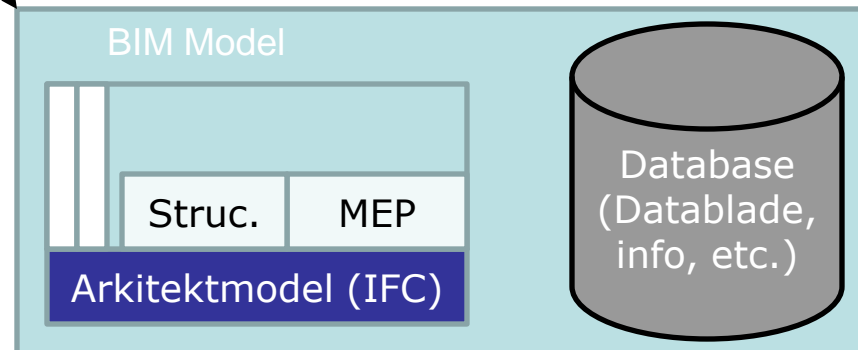 BIM Model
Struc.
MEP
Arkitektmodel (IFC)
Database
(Datablade,
info, etc.)